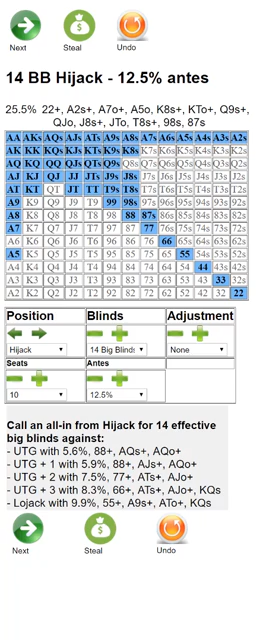 Next Steal Undo
14 BB Hijack - 12.5% antes
25.5% 22+, A2s+, A7o+, A5o, K8s+, KTo+, Q9s+,
QJo, J8s+, JTo, T8s+, 98s, 87s
AA AKs AQs AJs ATs A9s A8s A7s A6s A5s A4s A3s A2s
AK KK KQs KJs KTs K9s K8s K7s K6s K5s K4s K3s K2s
AQ KQ QQ QJs QTs Q9s Q8s Q7s Q6s Q5s Q4s Q3s Q2s
AJ KJ QJ JJ JTs J9s J8s J7s J6s J5s J4s J3s J2s
AT KT QT JT TT T9s T8s T7s T6s T5s T4s T3s T2s
A9 K9 Q9 J9 T9 99 98s 97s 96s 95s 94s 93s 92s
A8 K8 Q8 J8 T8 98 88 87s 86s 85s 84s 83s 82s
A7 K7 Q7 J7 T7 97 87 77 76s 75s 74s 73s 72s
A6 K6 Q6 J6 T6 96 86 76 66 65s 64s 63s 62s
A5 K5 Q5 J5 T5 95 85 75 65 55 54s 53s 52s
A4 K4 Q4 J4 T4 94 84 74 64 54 44 43s 42s
A3 K3 Q3 J3 T3 93 83 73 63 53 43 33 32s
A2 K2 Q2 J2 T2 92 82 72 62 52 42 32 22
Position Blinds Adjustment
Hijack 14 Big Blinds None
Seats Antes
10 12.5%
Call an all-in from Hijack for 14 effective
big blinds against:
- UTG with 5.6%, 88+, AQs+, AQo+
- UTG + 1 with 5.9%, 88+, AJs+, AQo+
- UTG + 2 with 7.5%, 77+, ATs+, AJo+
- UTG + 3 with 8.3%, 66+, ATs+, AJo+, KQs
- Lojack with 9.9%, 55+, A9s+, ATo+, KQs
Next Steal Undo